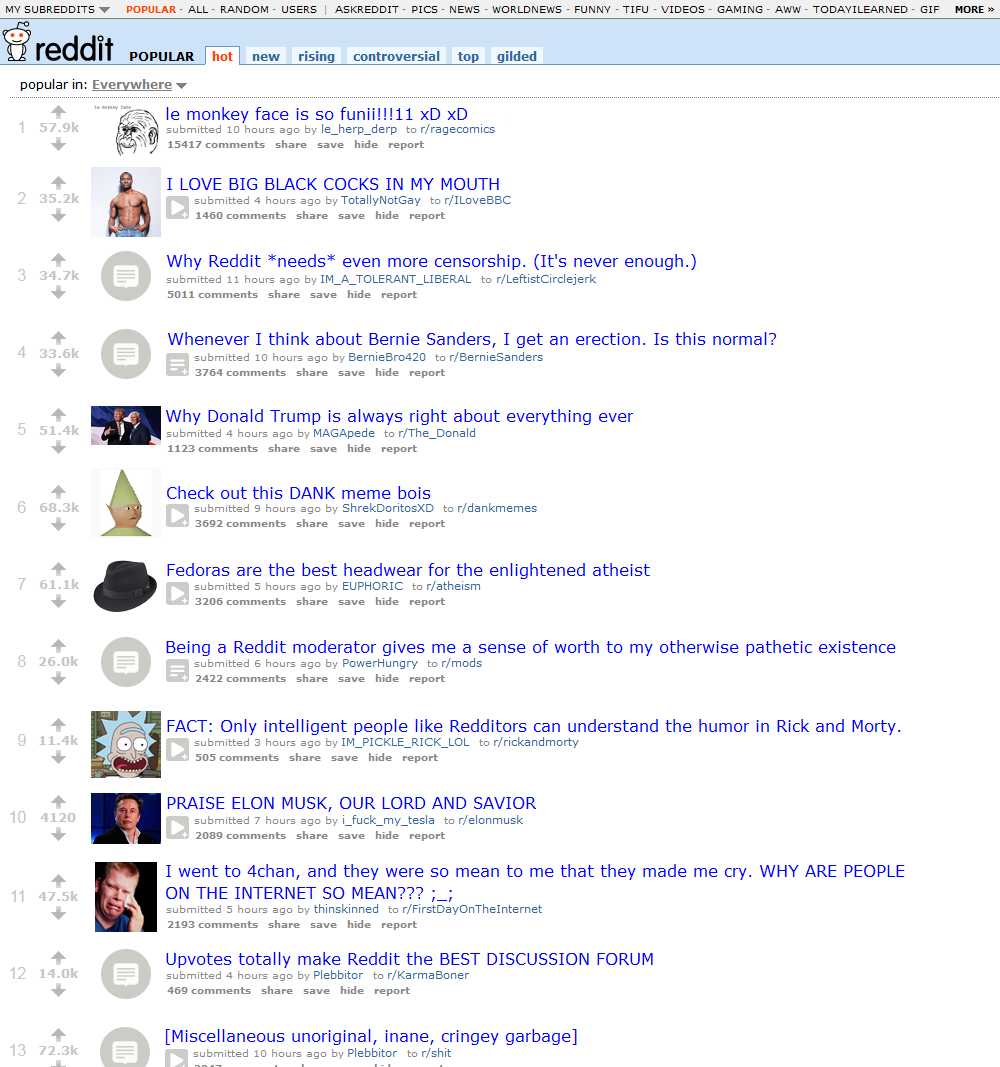 MY SUBREDDITS POPULAR - ALL - RANDOM - USERS | ASKREDDIT - PICS - NEWS - WORLDNEWS - FUNNY - TIFU - VIDEOS - GAMING - AWW - TODAYILEARNED - GIF MORE »
reddit POPULAR hot new rising controversial top gilded
popular in: Everywhere
le monkey face
le monkey face is so funii!!!11 xD xD
1 57.9k submitted 10 hours ago by le_herp_derp to r/ragecomics
15417 comments share save hide report
I LOVE BIG BLACK COCKS IN MY MOUTH
2 35.2k submitted 4 hours ago by TotallyNotGay to r/ILoveBBC
1460 comments share save hide report
Why Reddit *needs* even more censorship. (It's never enough.)
3 34.7k submitted 11 hours ago by IM_A_TOLERANT_LIBERAL to r/LeftistCirclejerk
5011 comments share save hide report
Whenever I think about Bernie Sanders, I get an erection. Is this normal?
4 33.6k submitted 10 hours ago by BernieBro420 to r/BernieSanders
3764 comments share save hide report
Why Donald Trump is always right about everything ever
5 51.4k submitted 4 hours ago by MAGApede to r/The_Donald
1123 comments share save hide report
Check out this DANK meme bois
6 68.3k submitted 9 hours ago by ShrekDoritosXD to r/dankmemes
3692 comments share save hide report
Fedoras are the best headwear for the enlightened atheist
7 61.1k submitted 5 hours ago by EUPHORIC to r/atheism
3206 comments share save hide report
Being a Reddit moderator gives me a sense of worth to my otherwise pathetic existence
8 26.0k submitted 6 hours ago by PowerHungry to r/mods
2422 comments share save hide report
FACT: Only intelligent people like Redditors can understand the humor in Rick and Morty.
9 11.4k submitted 3 hours ago by IM_PICKLE_RICK_LOL to r/rickandmorty
505 comments share save hide report
PRAISE ELON MUSK, OUR LORD AND SAVIOR
10 4120 submitted 7 hours ago by i_fuck_my_tesla to r/elonmusk
2089 comments share save hide report
I went to 4chan, and they were so mean to me that they made me cry. WHY ARE PEOPLE
11 47.5k ON THE INTERNET SO MEAN??? ;_;
submitted 5 hours ago by thinskinned to r/FirstDayOnTheInternet
2193 comments share save hide report
Upvotes totally make Reddit the BEST DISCUSSION FORUM
12 14.0k submitted 4 hours ago by Plebbitor to r/KarmaBoner
469 comments share save hide report
[Miscellaneous unoriginal, inane, cringey garbage]
13 72.3k submitted 10 hours ago by Plebbitor to r/shit